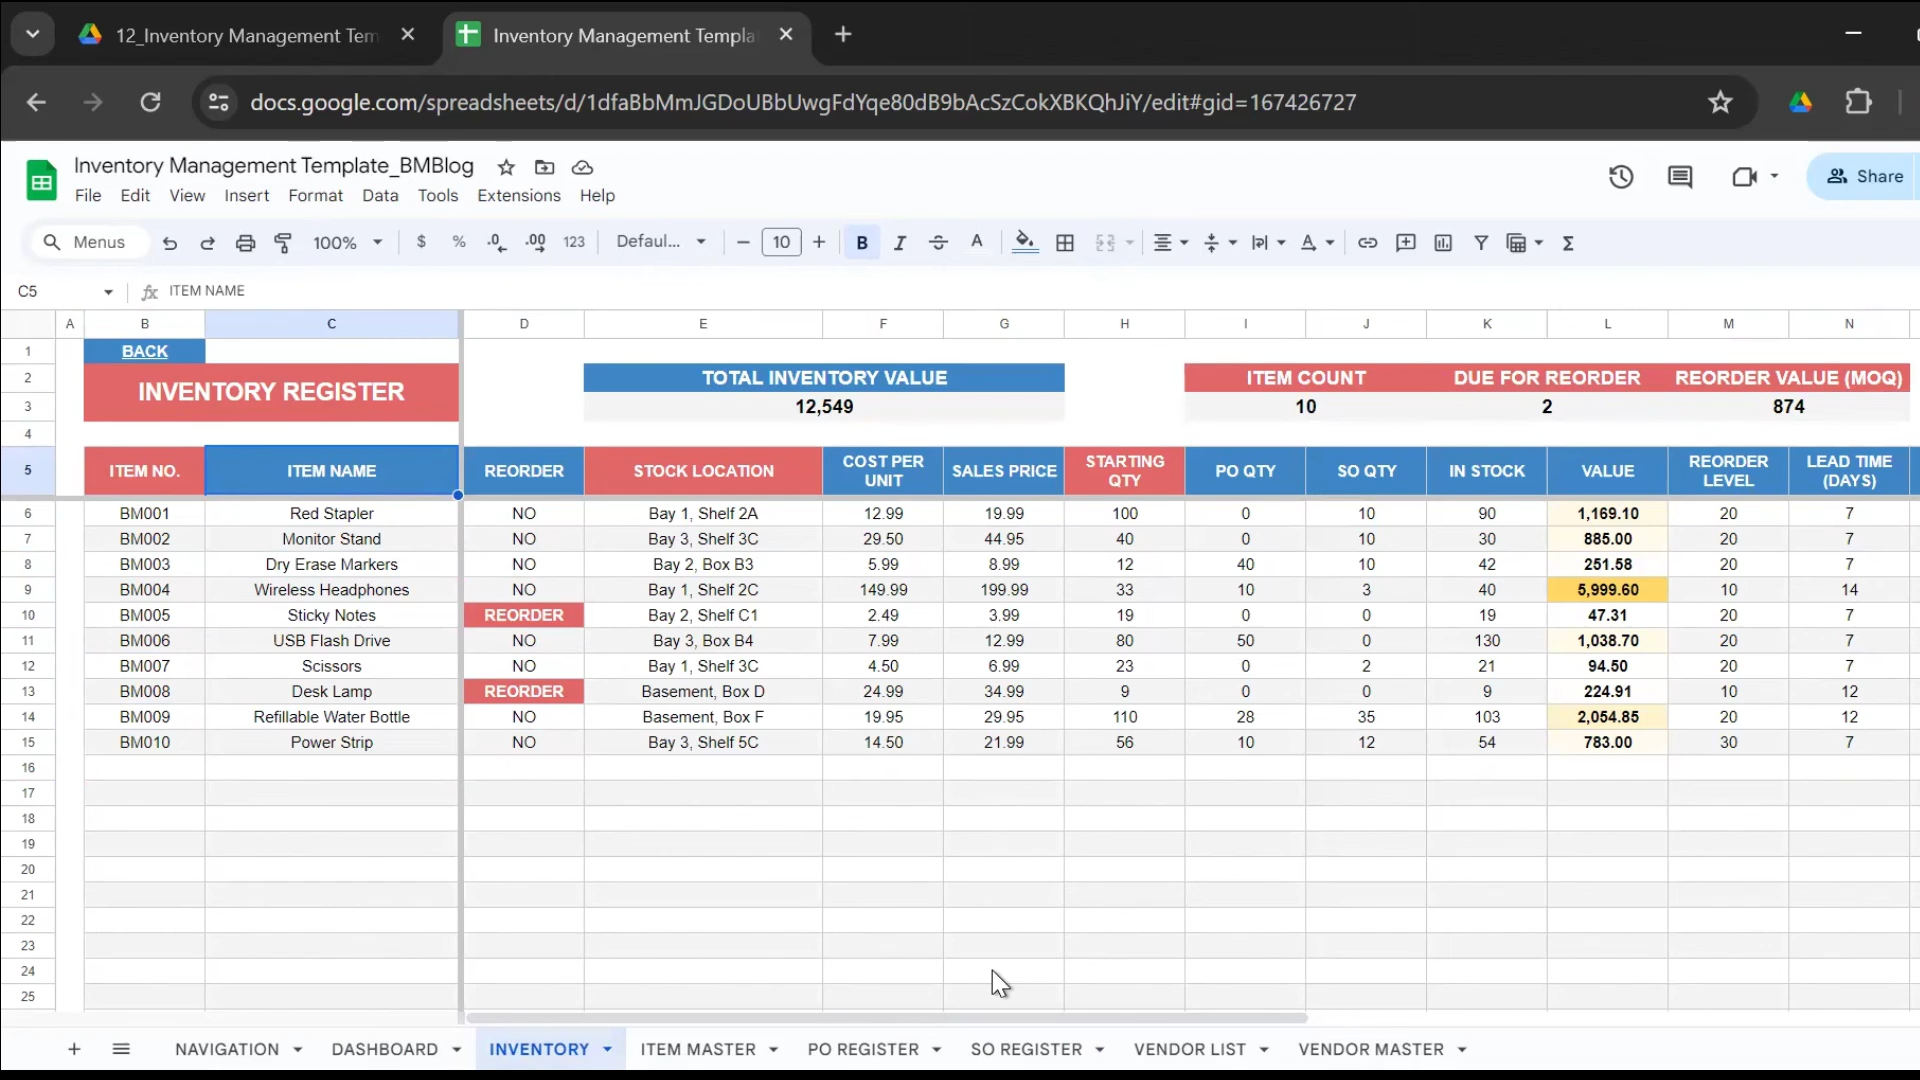 12_Inventory Management Tem
Inventory Management Templa
docs.google.com/spreadsheets/d/1dfaBbMmJGDoUBbUwgFdYqe80dB9bAcSzCokXBKQhJiY/edit#gid=167426727
Inventory Management Template_BMBlog
Share
File Edit View Insert Format Data Tools Extensions Help
Menus 100% $ % .0 .00 123 Defaul... 10 B I A
C5 fx ITEM NAME
A B C D E F G H I J K L M N
1 BACK
2 INVENTORY REGISTER TOTAL INVENTORY VALUE ITEM COUNT DUE FOR REORDER REORDER VALUE (MOQ)
3 12,549 10 2 874
4
5 ITEM NO. ITEM NAME REORDER STOCK LOCATION COST PER UNIT SALES PRICE STARTING QTY PO QTY SO QTY IN STOCK VALUE REORDER LEVEL LEAD TIME (DAYS)
6 BM001 Red Stapler NO Bay 1, Shelf 2A 12.99 19.99 100 0 10 90 1,169.10 20 7
7 BM002 Monitor Stand NO Bay 3, Shelf 3C 29.50 44.95 40 0 10 30 885.00 20 7
8 BM003 Dry Erase Markers NO Bay 2, Box B3 5.99 8.99 12 40 10 42 251.58 20 7
9 BM004 Wireless Headphones NO Bay 1, Shelf 2C 149.99 199.99 33 10 3 40 5,999.60 10 14
10 BM005 Sticky Notes REORDER Bay 2, Shelf C1 2.49 3.99 19 0 0 19 47.31 20 7
11 BM006 USB Flash Drive NO Bay 3, Box B4 7.99 12.99 80 50 0 130 1,038.70 20 7
12 BM007 Scissors NO Bay 1, Shelf 3C 4.50 6.99 23 0 2 21 94.50 20 7
13 BM008 Desk Lamp REORDER Basement, Box D 24.99 34.99 9 0 0 9 224.91 10 12
14 BM009 Refillable Water Bottle NO Basement, Box F 19.95 29.95 110 28 35 103 2,054.85 20 12
15 BM010 Power Strip NO Bay 3, Shelf 5C 14.50 21.99 56 10 12 54 783.00 30 7
16
17
18
19
20
21
22
23
24
25
NAVIGATION DASHBOARD INVENTORY ITEM MASTER PO REGISTER SO REGISTER VENDOR LIST VENDOR MASTER